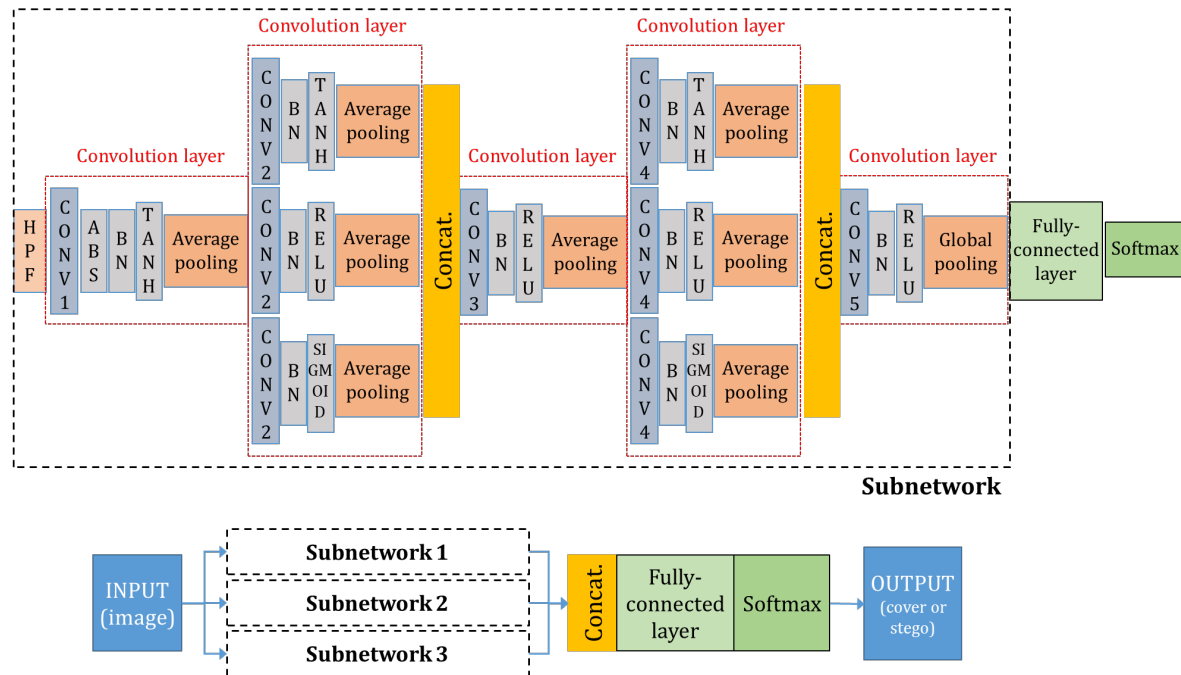 Convolution layer
Convolution layer
CONV2
BN
TANH
Average
pooling
CONV4
BN
TANH
Average
pooling
Convolution layer
Convolution layer
Convolution layer
HPF
CONV1
ABS
BN
TANH
Average
pooling
CONV2
BN
RELU
Average
pooling
Concat.
CONV3
BN
RELU
Average
pooling
CONV4
BN
RELU
Average
pooling
Concat.
CONV5
BN
RELU
Global
pooling
Fully-
connected
layer
Softmax
CONV2
BN
SIGMOID
Average
pooling
CONV4
BN
SIGMOID
Average
pooling
Subnetwork
INPUT
(image)
Subnetwork 1
Subnetwork 2
Subnetwork 3
Concat.
Fully-
connected
layer
Softmax
OUTPUT
(cover or
stego)